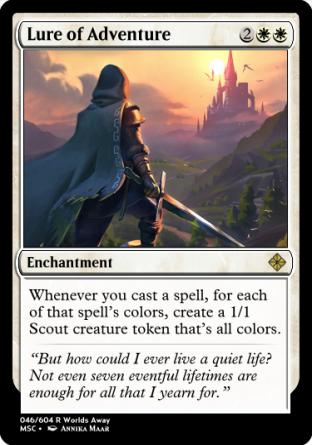 Lure of Adventure 2
Enchantment
Whenever you cast a spell, for each
of that spell's colors, create a 1/1
Scout creature token that's all colors.
"But how could I ever live a quiet life?
Not even seven eventful lifetimes are
enough for all that I yearn for."
046/604 R Worlds Away
MSC • Annika Maar